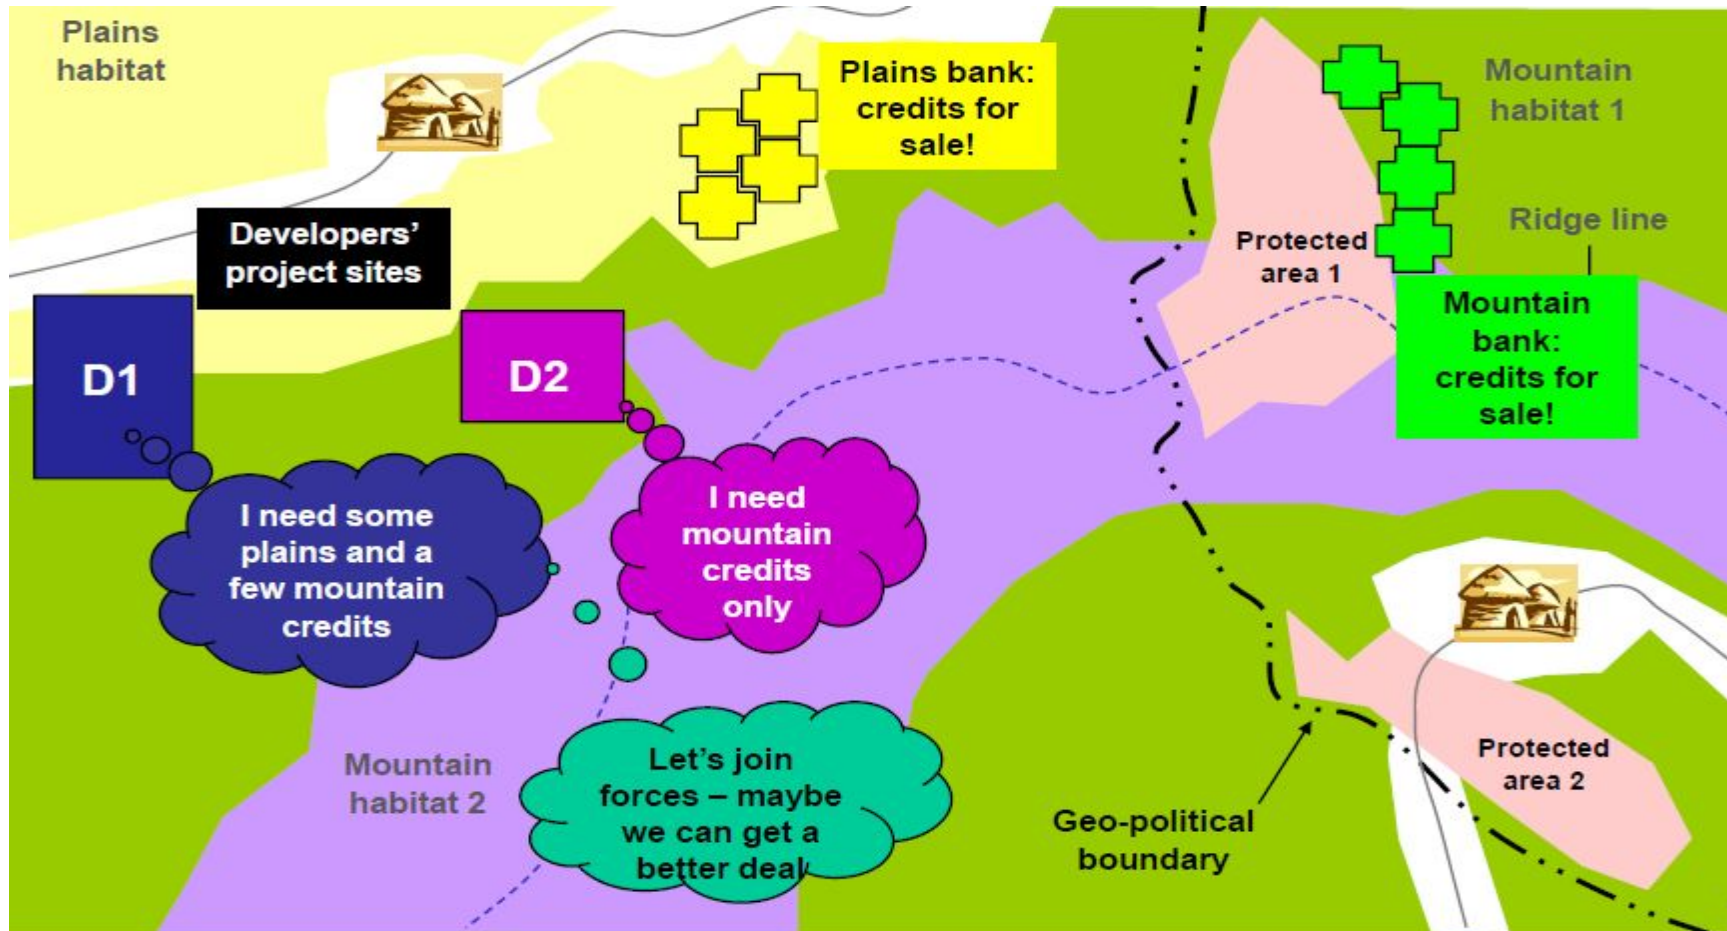 Plains
habitat
Plains bank:
credits for
sale!
Mountain
habitat 1
Ridge line
Developers’
project sites
Protected
area 1
Mountain
bank:
credits for
sale!
D1
D2
I need some
plains and a
few mountain
credits
I need
mountain
credits
only
Mountain
habitat 2
Let’s join
forces – maybe
we can get a
better deal
Geo-political
boundary
Protected
area 2